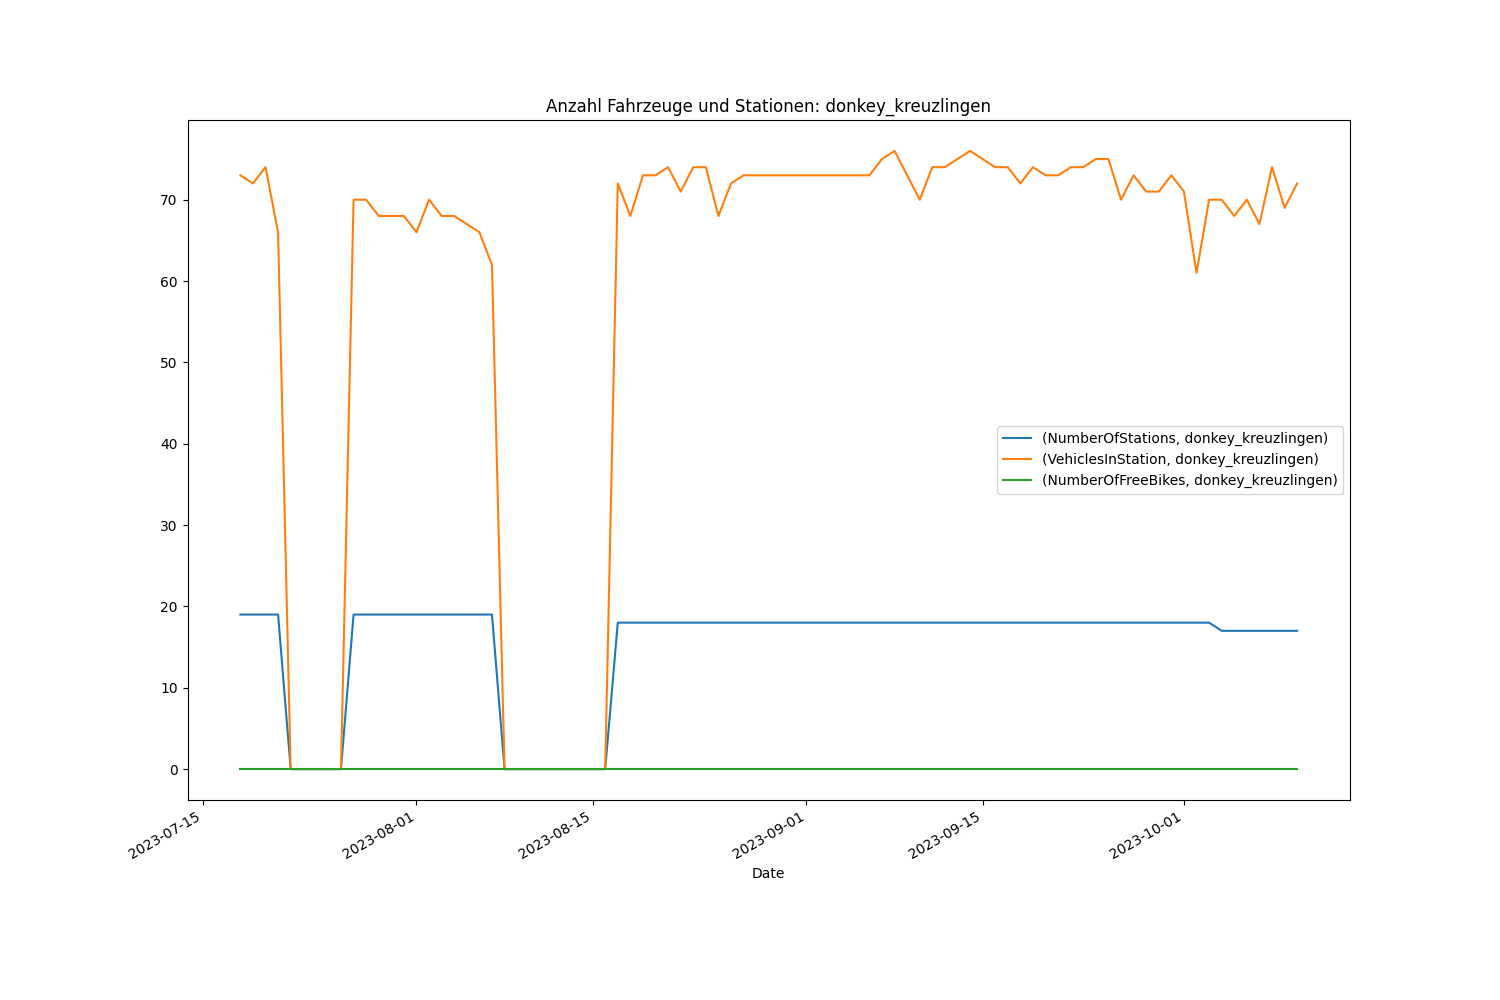 Anzahl Fahrzeuge und Stationen: donkey_kreuzlingen
70
60
50
40
30
20
10
0
(NumberOfStations, donkey_kreuzlingen)
(VehiclesInStation, donkey_kreuzlingen)
(NumberOfFreeBikes, donkey_kreuzlingen)
2023-07-15
2023-08-01
2023-08-15
2023-09-01
2023-09-15
2023-10-01
Date